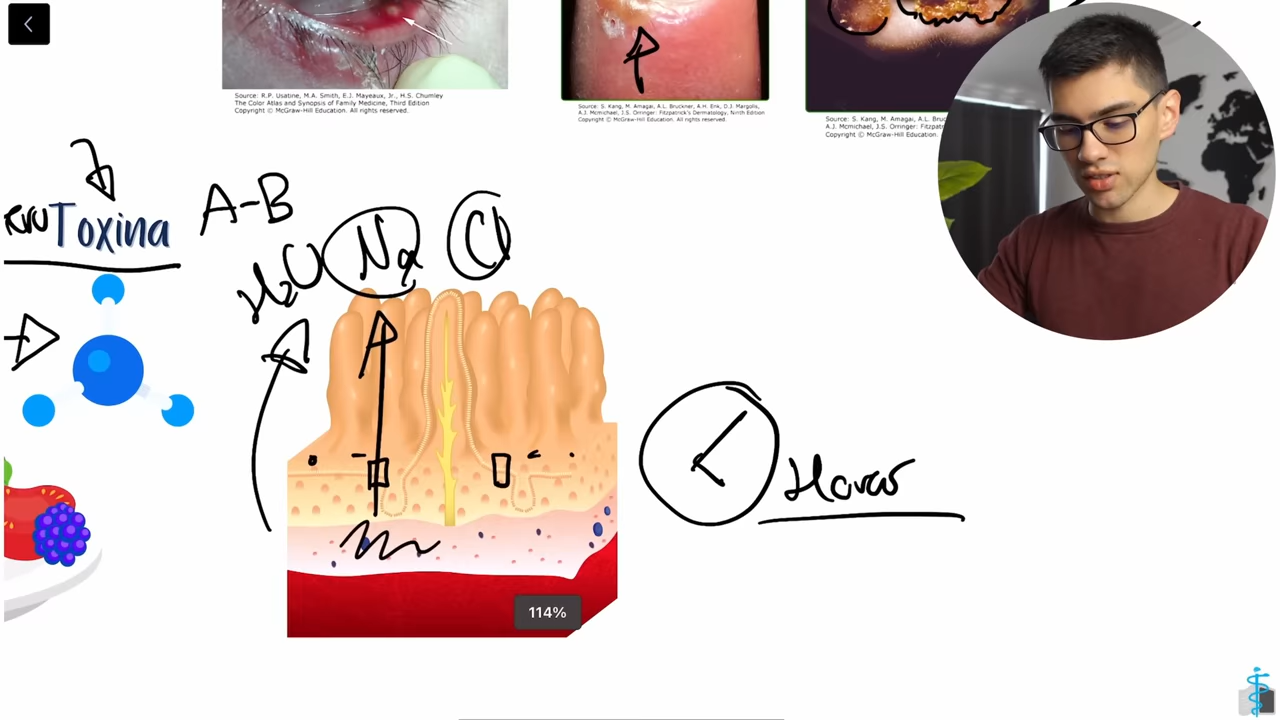 Source: R.P. Usatine, M.A. Smith, E.J. Mayeaux, Jr., H.S. Chumley
The Color Atlas and Synopsis of Family Medicine, Third Edition
Copyright © McGraw-Hill Education. All rights reserved.
Source: S. Kang, M. Amagai, A.L. Bruckner, A.H. Enk, D.J. Margolis,
A.J. Mcmichael, J.S. Orringer: Fitzpatrick's Dermatology, Ninth Edition
Copyright © McGraw-Hill Education. All rights reserved.
Source: S. Kang, M. Amagai, A.L. Bru
A.J. Mcmichael, J.S. Orringer: Fitzpatr
Copyright © McGraw-Hill Education. All
Toxina
A-B
H2O Na Cl
Horas
114%